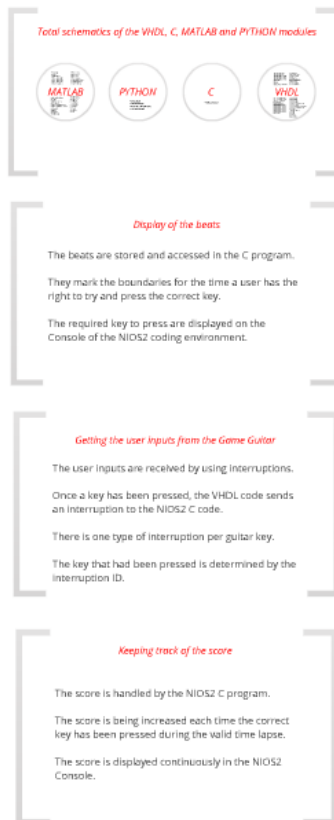 Total schematics of the VHDL, C, MATLAB and PYTHON modules
MATLAB PYTHON C VHDL
Display of the beats
The beats are stored and accessed in the C program.
They mark the boundaries for the time a user has the
right to try and press the correct key.
The required key to press are displayed on the
Console of the NIOS2 coding environment.
Getting the user inputs from the Game Guitar
The user inputs are received by using interruptions.
Once a key has been pressed, the VHDL code sends
an interruption to the NIOS2 C code.
There is one type of interruption per guitar key.
The key that had been pressed is determined by the
interruption ID.
Keeping track of the score
The score is handled by the NIOS2 C program.
The score is being increased each time the correct
key has been pressed during the valid time lapse.
The score is displayed continuously in the NIOS2
Console.